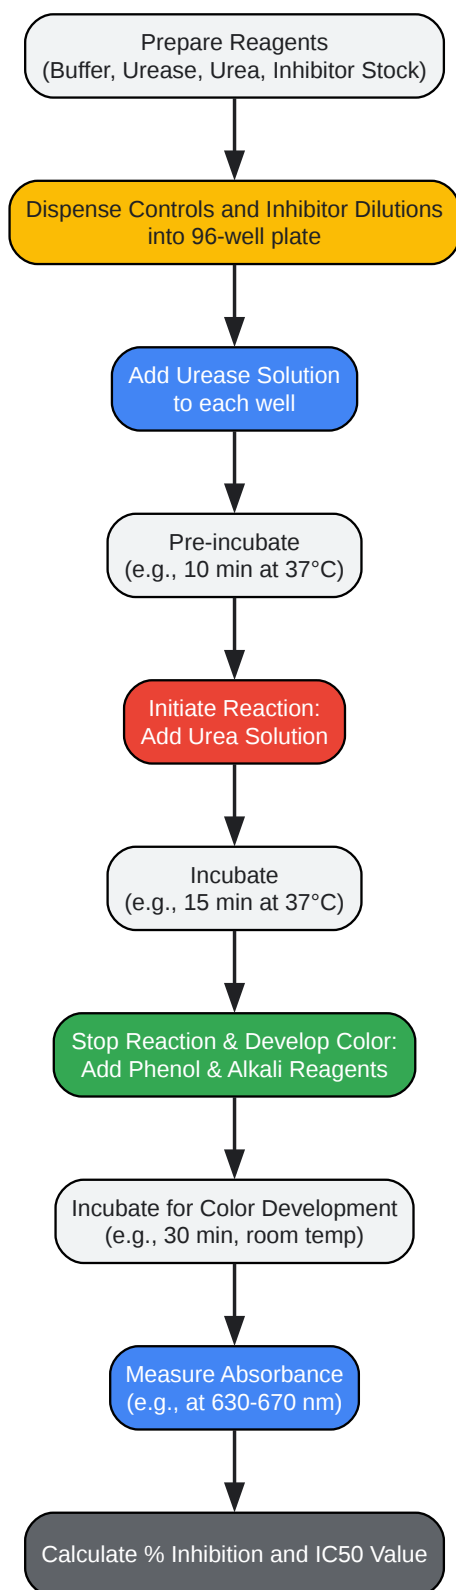 Prepare Reagents
(Buffer, Urease, Urea, Inhibitor Stock)
Dispense Controls and Inhibitor Dilutions
into 96-well plate
Add Urease Solution
to each well
Pre-incubate
(e.g., 10 min at 37°C)
Initiate Reaction:
Add Urea Solution
Incubate
(e.g., 15 min at 37°C)
Stop Reaction & Develop Color:
Add Phenol & Alkali Reagents
Incubate for Color Development
(e.g., 30 min, room temp)
Measure Absorbance
(e.g., at 630-670 nm)
Calculate % Inhibition and IC50 Value